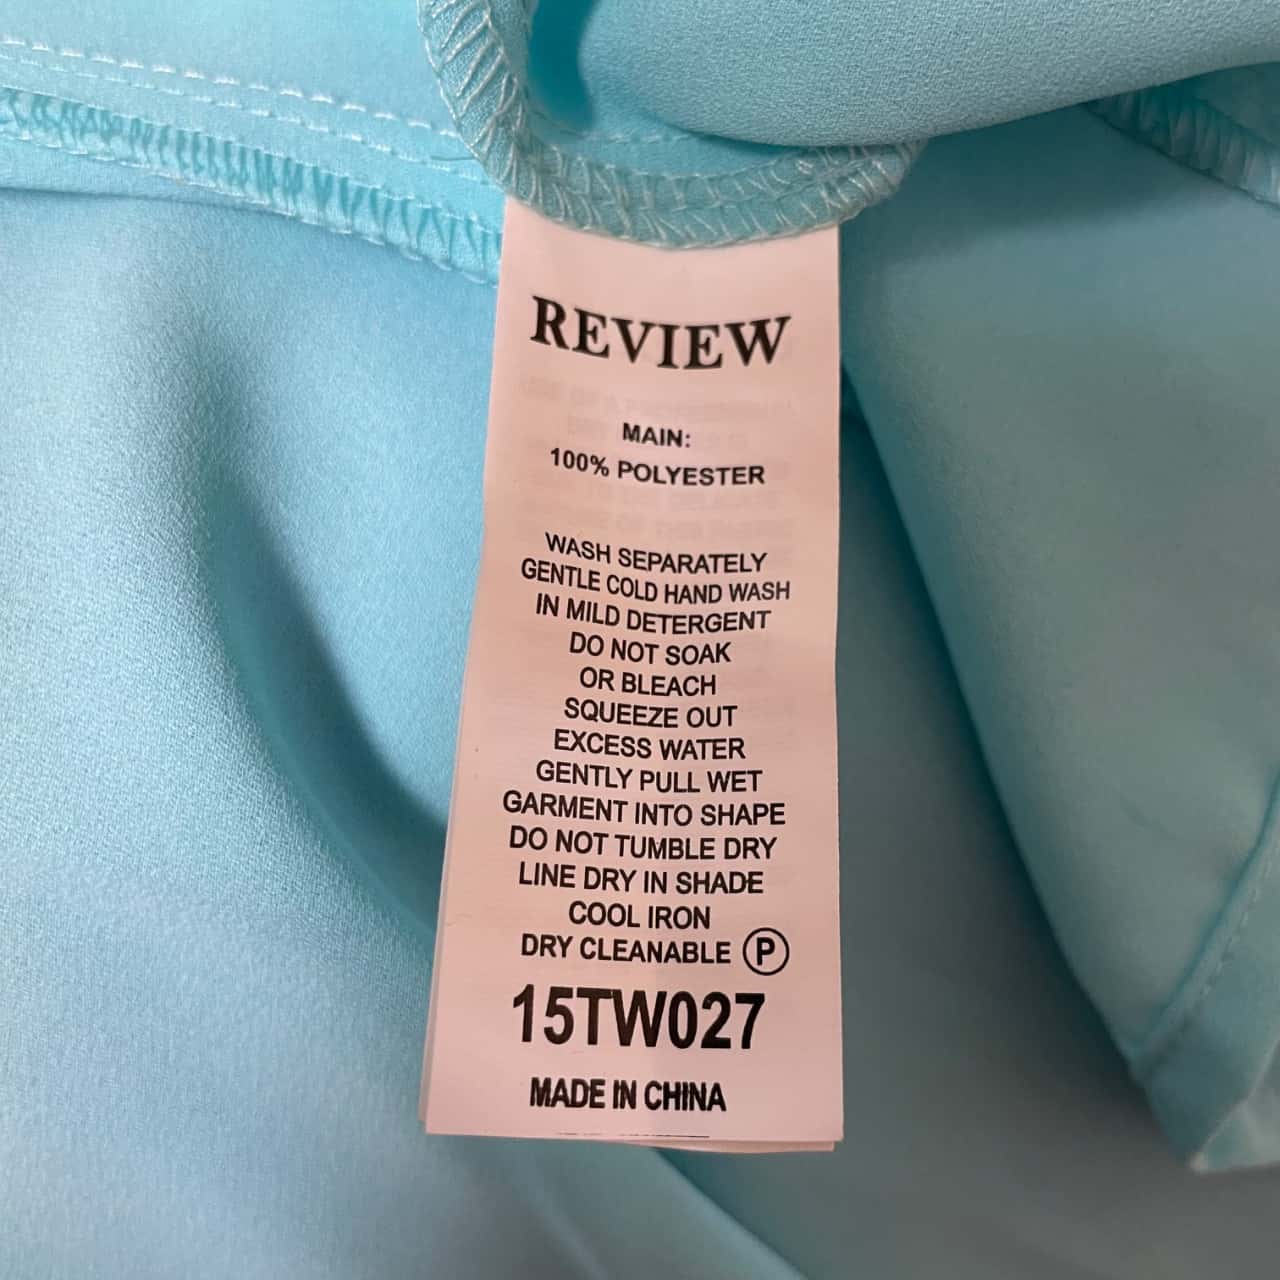 REVIEW
MAIN:
100% POLYESTER
WASH SEPARATELY
GENTLE COLD HAND WASH
IN MILD DETERGENT
DO NOT SOAK
OR BLEACH
SQUEEZE OUT
EXCESS WATER
GENTLY PULL WET
GARMENT INTO SHAPE
DO NOT TUMBLE DRY
LINE DRY IN SHADE
COOL IRON
DRY CLEANABLE P
15TW027
MADE IN CHINA